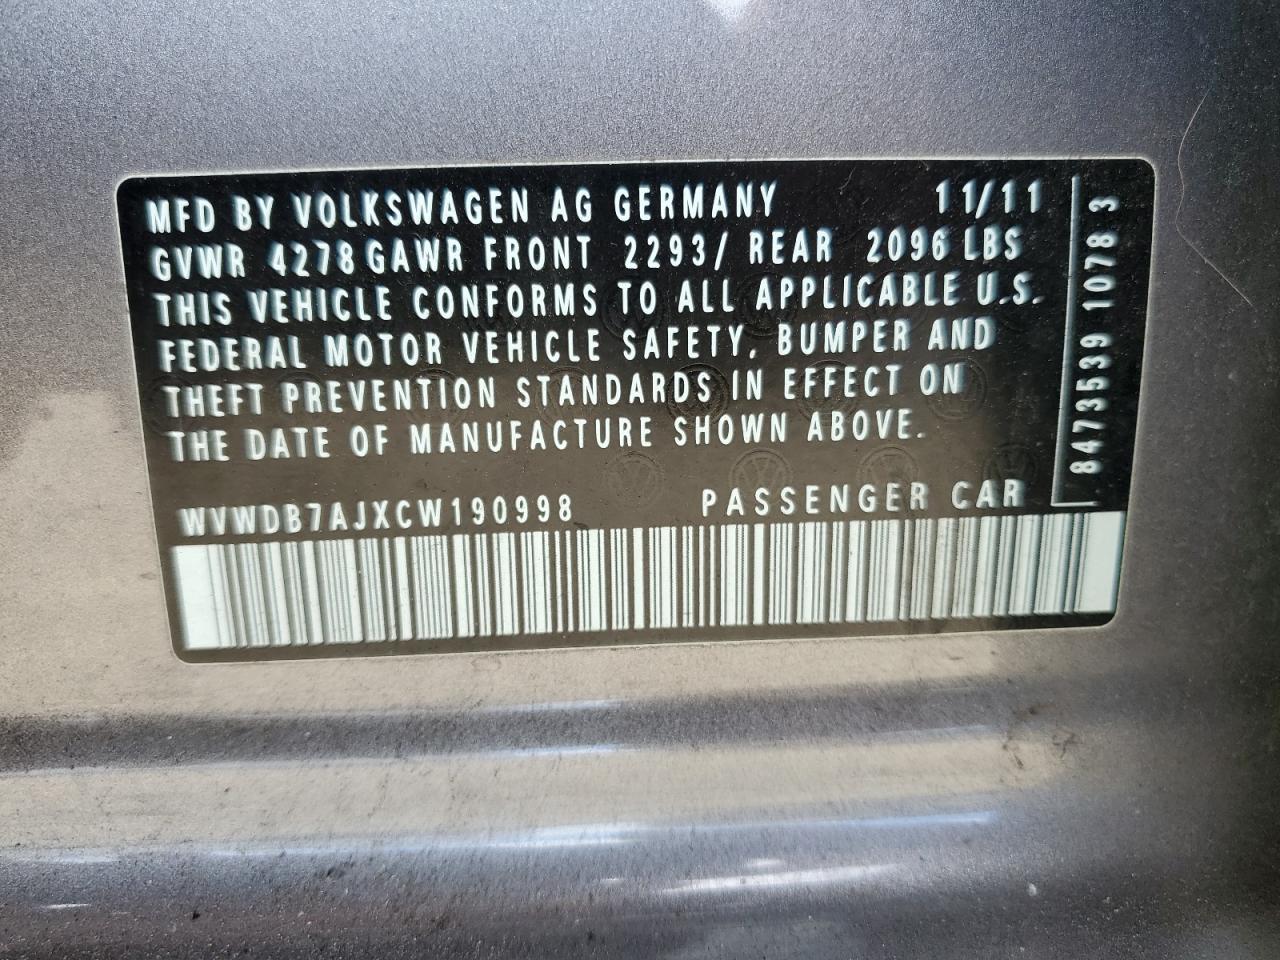 MFD BY VOLKSWAGEN AG GERMANY 11/11
GVWR 4278 GAWR FRONT 2293/ REAR 2096 LBS
THIS VEHICLE CONFORMS TO ALL APPLICABLE U.S.
FEDERAL MOTOR VEHICLE SAFETY, BUMPER AND
THEFT PREVENTION STANDARDS IN EFFECT ON
THE DATE OF MANUFACTURE SHOWN ABOVE.
WVWDB7AJXCW190998 PASSENGER CAR
8473539 1078 3